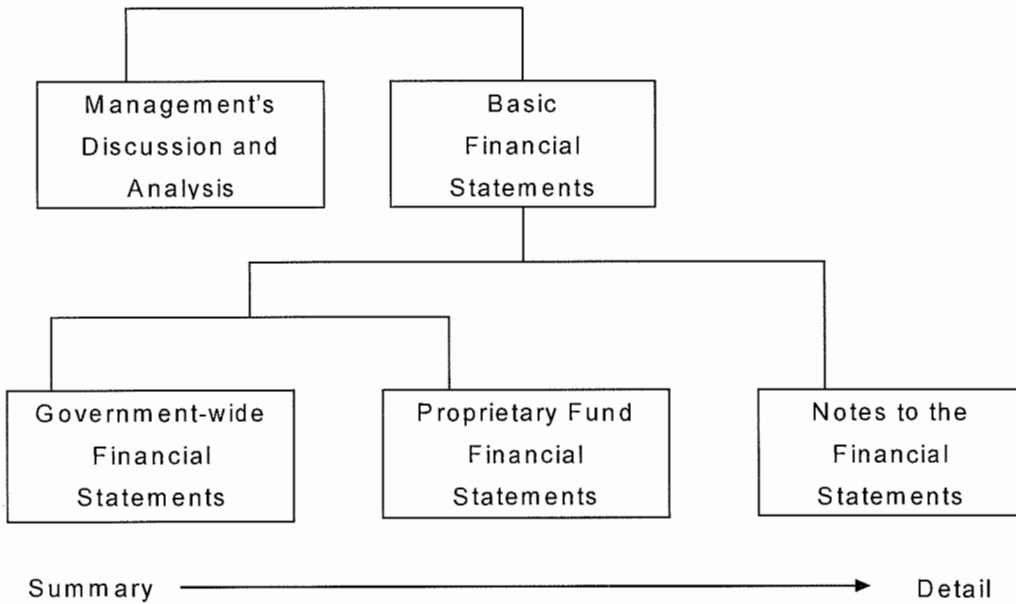 Management's
Discussion and
Analysis
Basic
Financial
Statements
Government-wide
Financial
Statements
Proprietary Fund
Financial
Statements
Notes to the
Financial
Statements
Summary
Detail